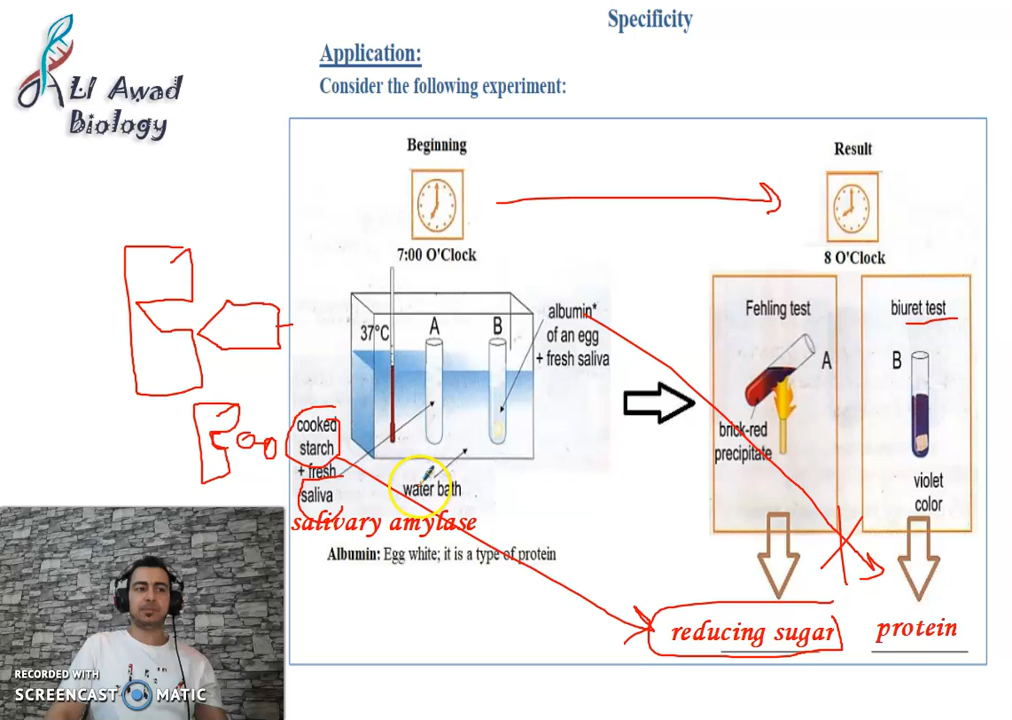 Specificity
ALI Awad
Biology
Application:
Consider the following experiment:
Beginning
Result
7:00 O'Clock
8 O'Clock
37°C
A
B
albumin*
of an egg
+ fresh saliva
cooked
starch
+ fresh
saliva
water bath
salivary amylase
Albumin: Egg white; it is a type of protein
Fehling test
A
brick-red
precipitate
biuret test
B
violet
color
reducing sugar
protein
RECORDED WITH
SCREENCAST MATIC